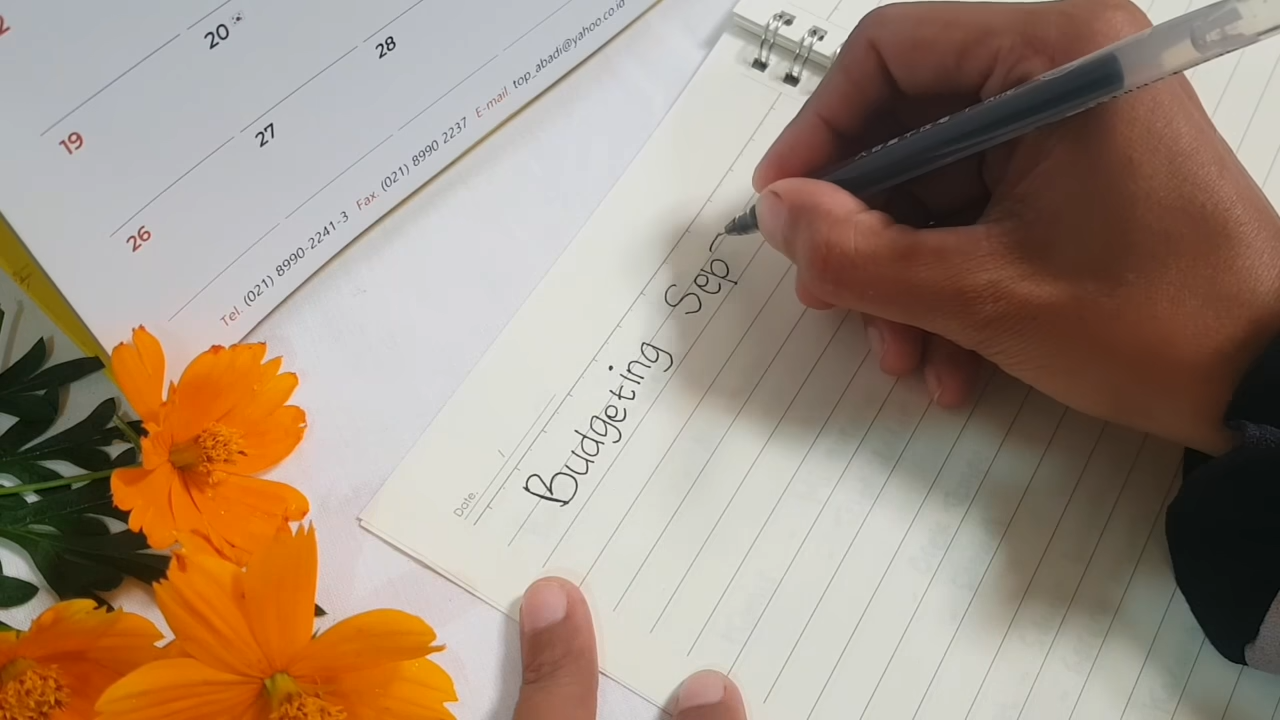 20
28
19
27
26
Tel. (021) 8990-2241-3 Fax. (021) 8990 2237 E-mail. top_abadi@yahoo.co.id
Date.
Budgeting Sep